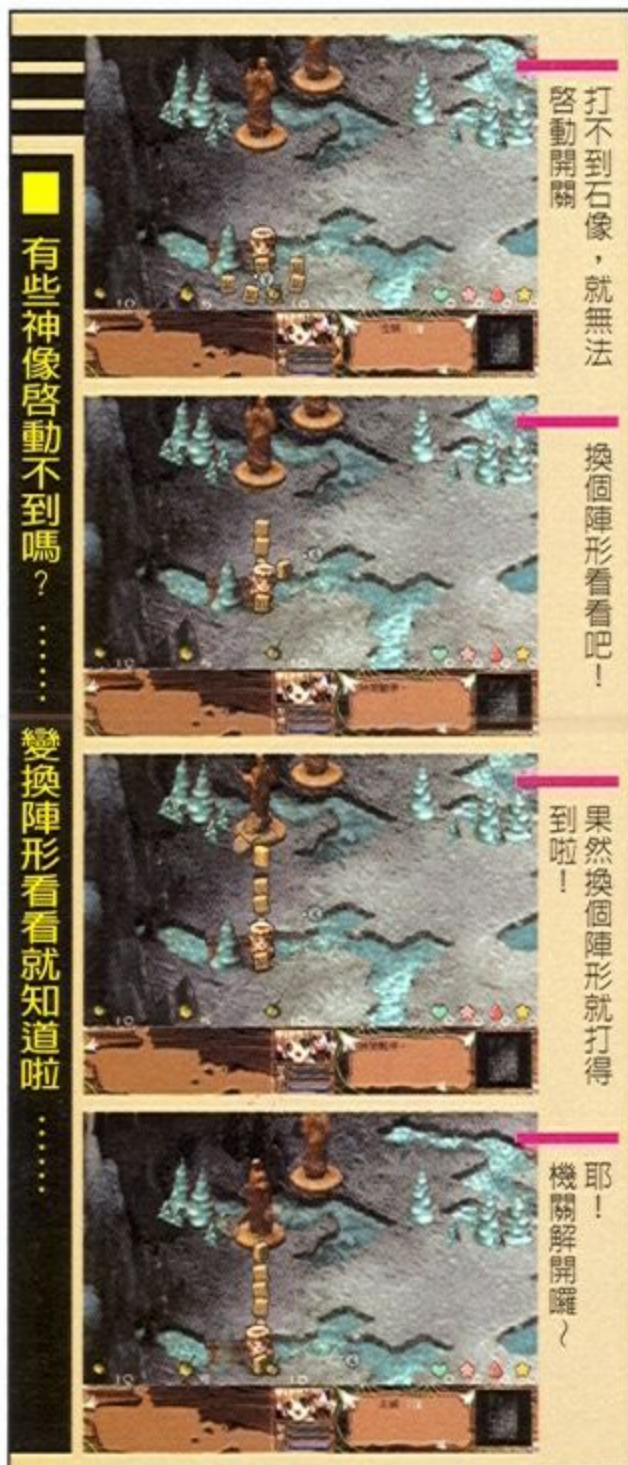 打不到石像，就無法
啓動開關
換個陣形看看吧！
果然換個陣形就打得
到啦！
耶！
機關解開囉～
■ 有些神像啓動不到嗎？……變換陣形看看就知道啦……